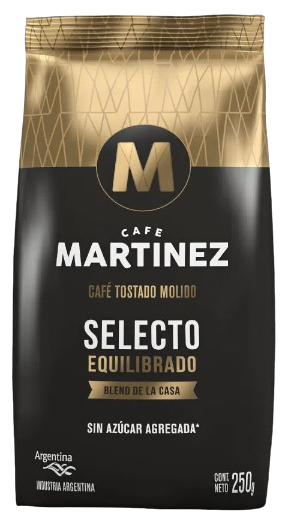 M
CAFE
MARTINEZ
CAFÉ TOSTADO MOLIDO
SELECTO
EQUILIBRADO
BLEND DE LA CASA
SIN AZÚCAR AGREGADA*
Argentina
INDUSTRIA ARGENTINA
CONT.
NETO 250g